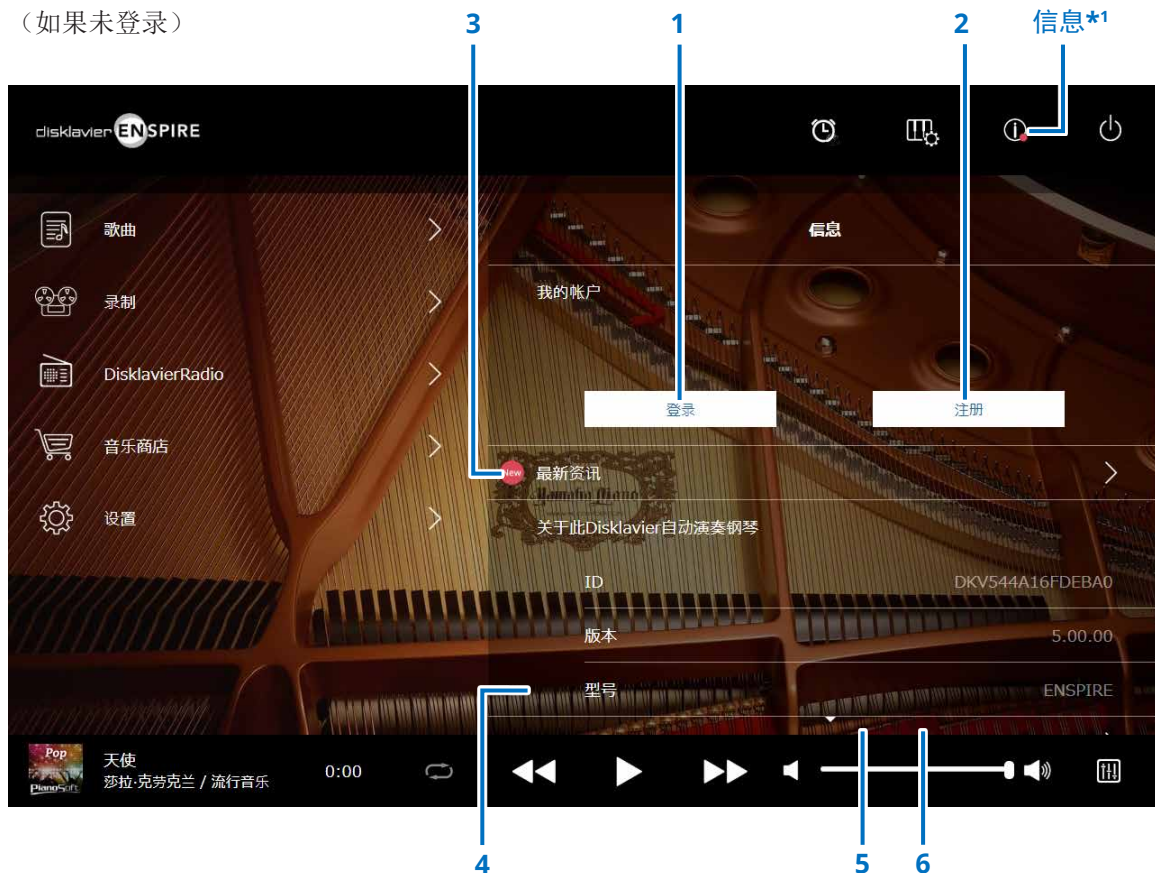 （如果未登录）
3 1 2 信息*1
disklavier ENSPIRE
歌曲
录制
DisklavierRadio
音乐商店
设置
信息
我的帐户
登录 注册
New 最新资讯
Yamaha Piano
关于此Disklavier自动演奏钢琴
ID DKV544A16FDEBA0
版本 5.00.00
型号 ENSPIRE
Pop
PianoSoft
天使
莎拉·克劳克兰 / 流行音乐
0:00
4 5 6